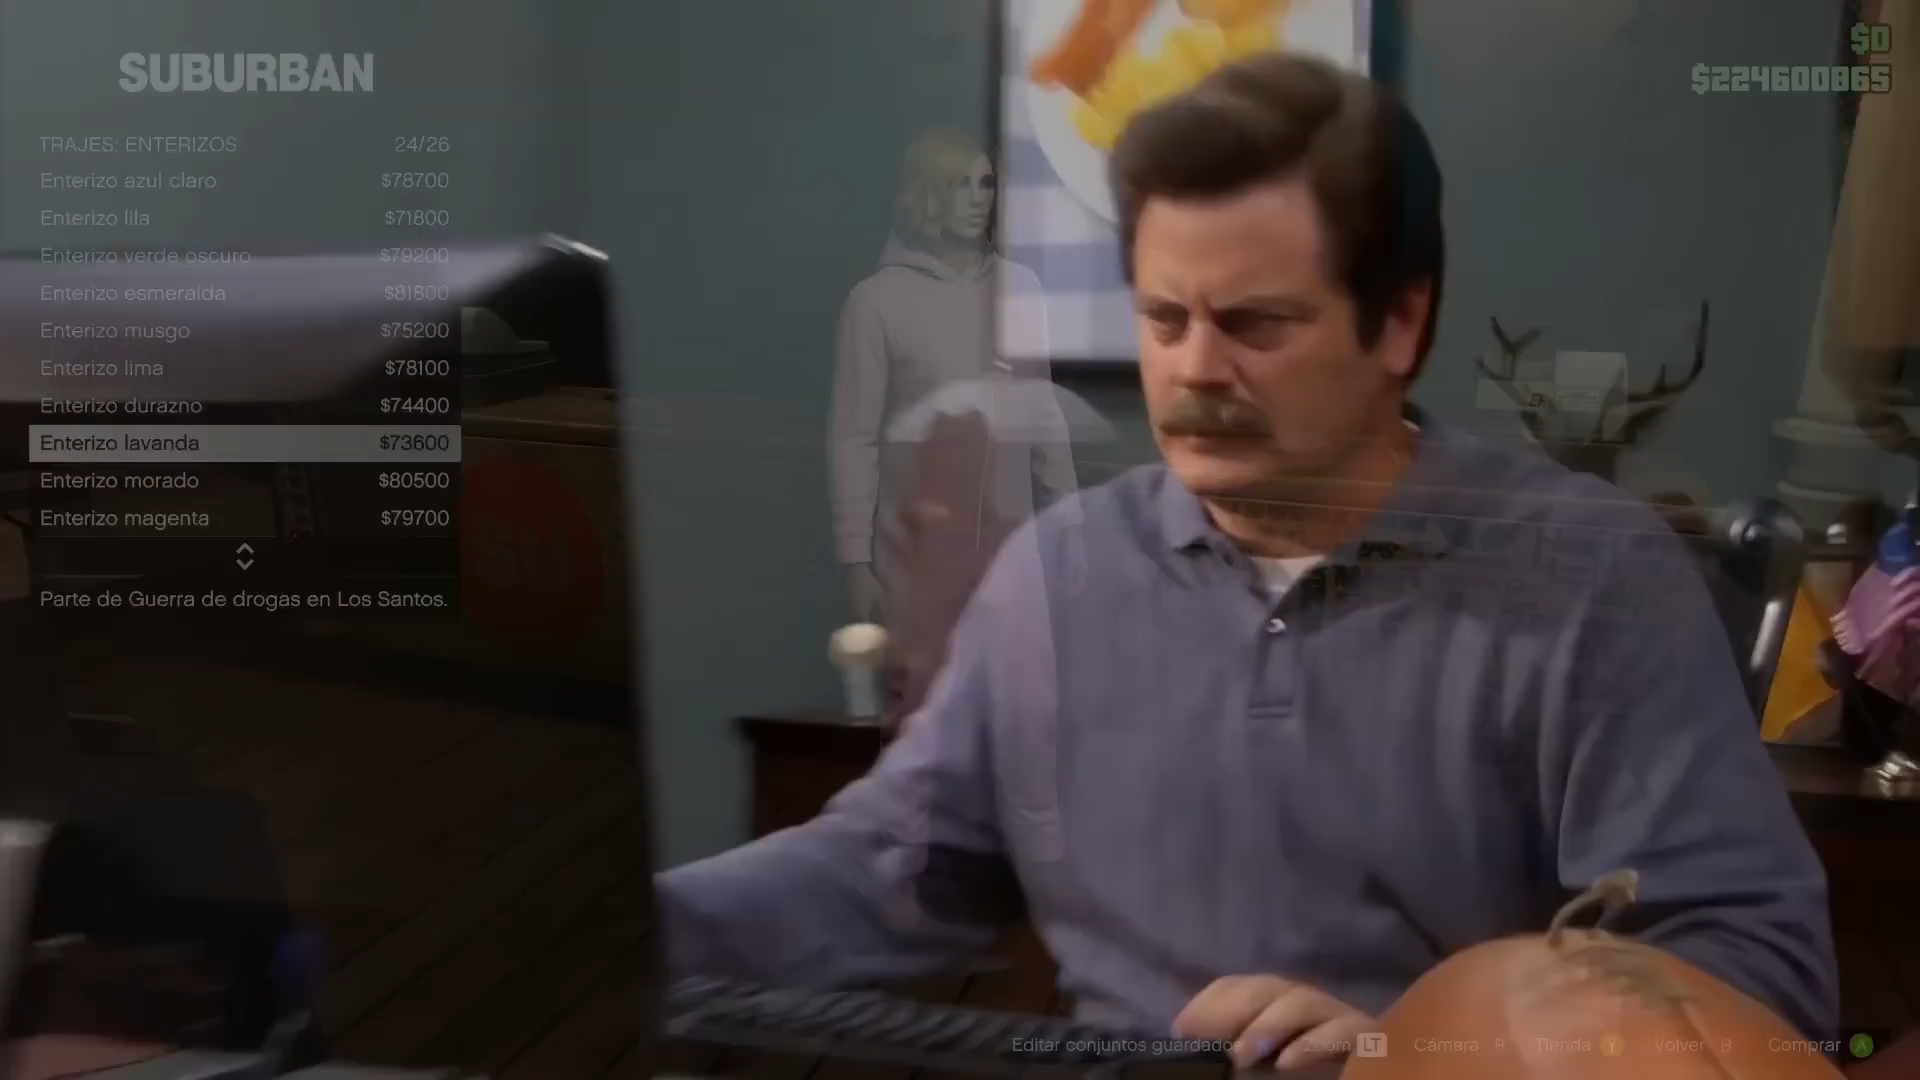 SUBURBAN
$0
$224600865
TRAJES: ENTERIZOS 24/26
Enterizo azul claro $78700
Enterizo lila $71800
Enterizo verde oscuro $79200
Enterizo esmeralda $81800
Enterizo musgo $75200
Enterizo lima $78100
Enterizo durazno $74400
Enterizo lavanda $73600
Enterizo morado $80500
Enterizo magenta $79700
Parte de Guerra de drogas en Los Santos.
Editar conjuntos guardados Zoom LT Cámara R Tienda Y Volver B Comprar A